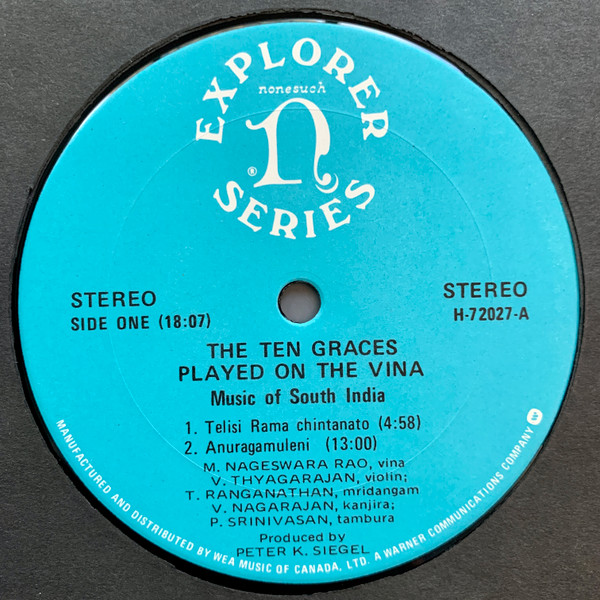 EXPLORER
nonesuch
n
®
SERIES
STEREO
SIDE ONE (18:07)
STEREO
H-72027-A
THE TEN GRACES
PLAYED ON THE VINA
Music of South India
1. Telisi Rama chintanato (4:58)
2. Anuragamuleni (13:00)
M. NAGESWARA RAO, vina
V. THYAGARAJAN, violin;
T. RANGANATHAN, mridangam
V. NAGARAJAN, kanjira;
P. SRINIVASAN, tambura
Produced by
PETER K. SIEGEL
MANUFACTURED AND DISTRIBUTED BY WEA MUSIC OF CANADA, LTD. A WARNER COMMUNICATIONS COMPANY W